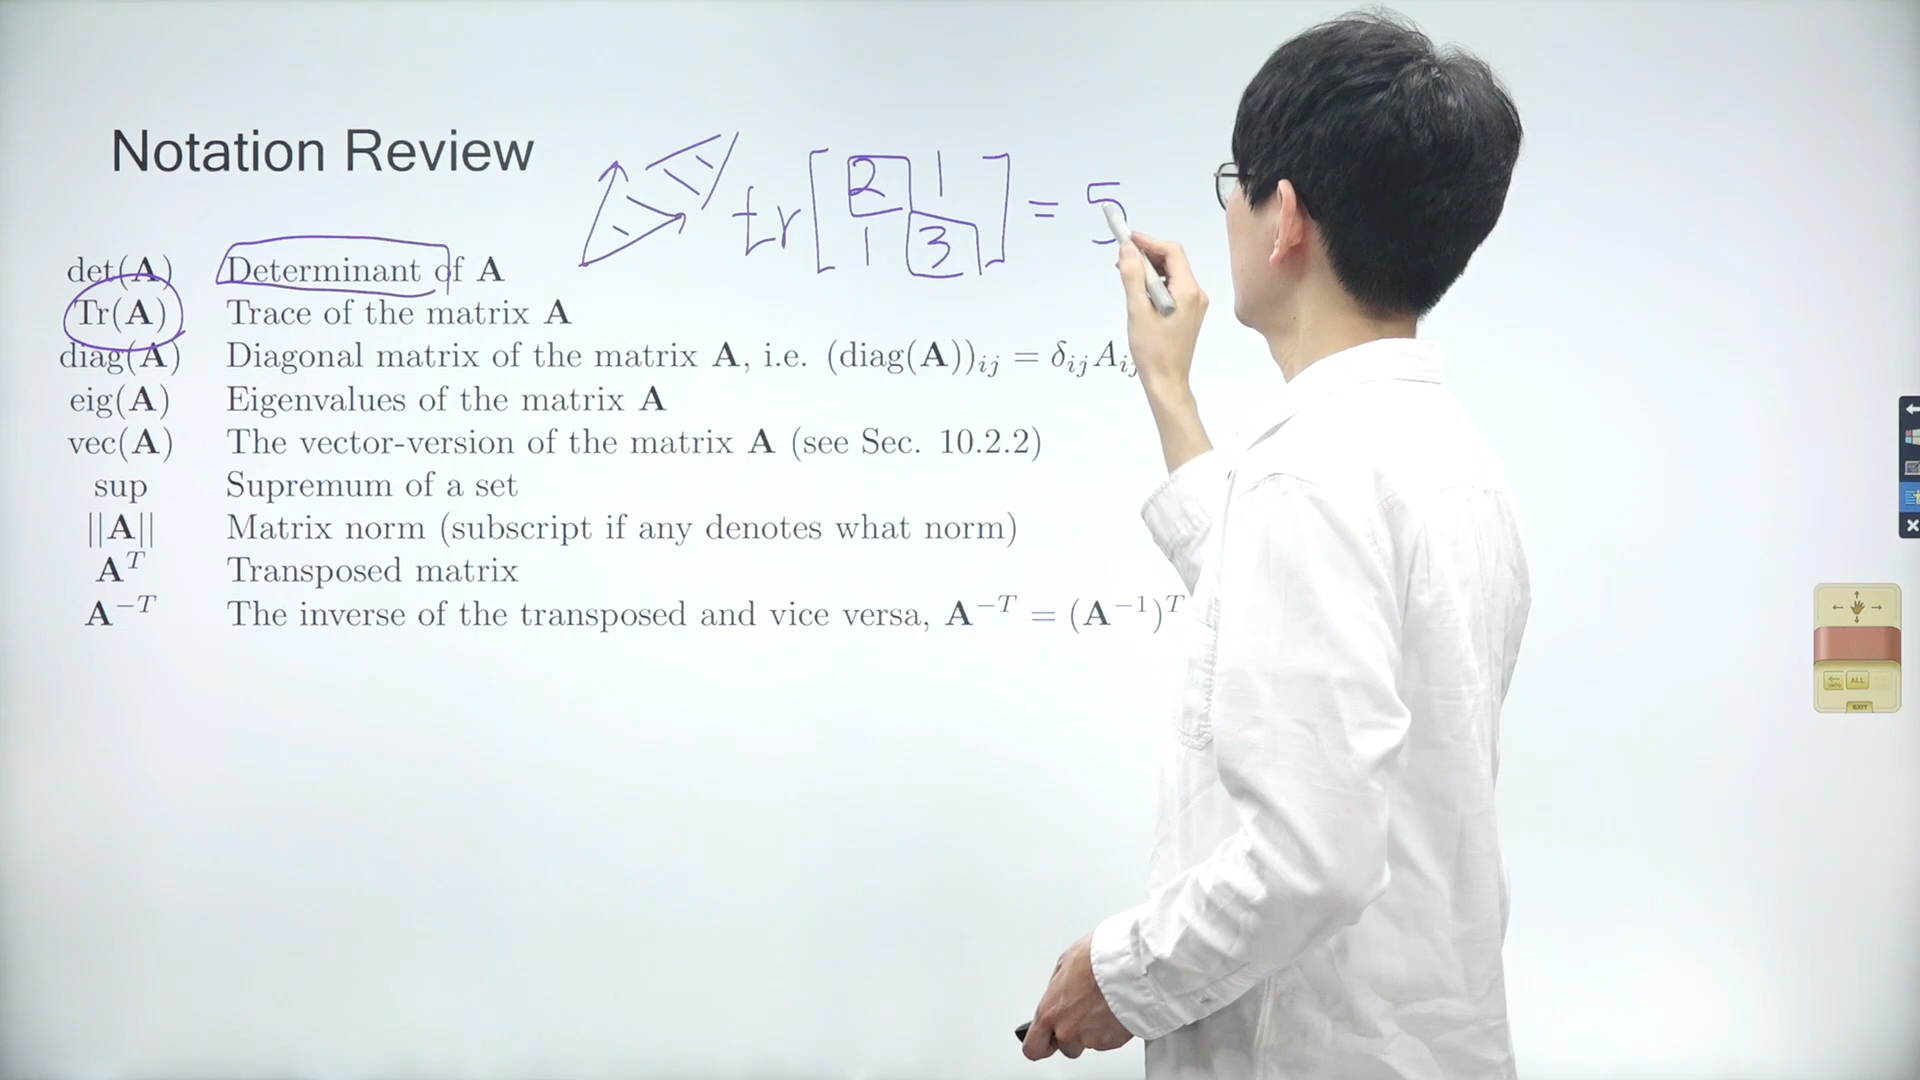 Notation Review
tr[2 1
1 3] = 5
det(A) Determinant of A
Tr(A) Trace of the matrix A
diag(A) Diagonal matrix of the matrix A, i.e. (diag(A))ij = δijAij
eig(A) Eigenvalues of the matrix A
vec(A) The vector-version of the matrix A (see Sec. 10.2.2)
sup Supremum of a set
||A|| Matrix norm (subscript if any denotes what norm)
A^T Transposed matrix
A^−T The inverse of the transposed and vice versa, A^−T = (A^−1)^T
ALL
EXIT